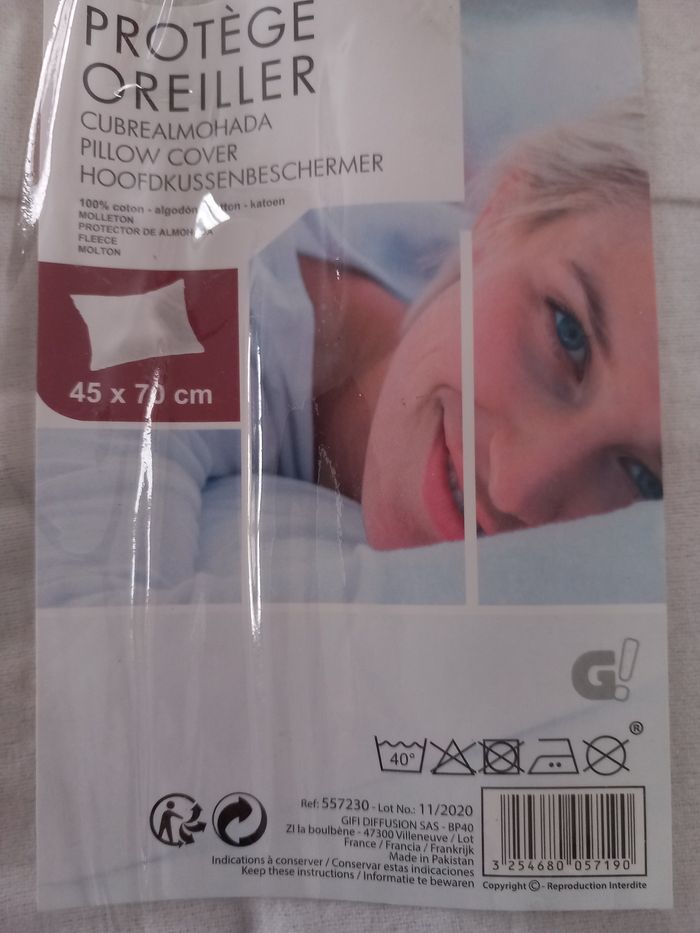 PROTÈGE
OREILLER
CUBREALMOHADA
PILLOW COVER
HOOFDKUSSENBESCHERMER
100% coton - algodón - cotton - katoen
MOLLETON
PROTECTOR DE ALMOHADA
FLEECE
MOLTON
45 x 70 cm
G!
®
40°
Ref: 557230 - Lot No.: 11/2020
GIFI DIFFUSION SAS - BP40
ZI la boulbène - 47300 Villeneuve / Lot
France / Francia / Frankrijk
Made in Pakistan
Indications à conserver / Conservar estas indicaciones
Keep these instructions / Informatie te bewaren
3 254680 057190
Copyright © - Reproduction Interdite